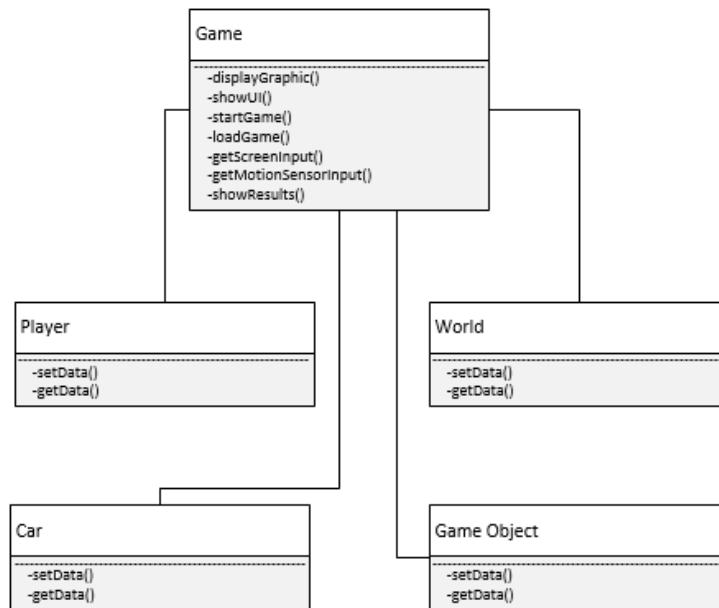 Game
-displayGraphic()
-showUI()
-startGame()
-loadGame()
-getScreenInput()
-getMotionSensorInput()
-showResults()
Player
-setData()
-getData()
World
-setData()
-getData()
Car
-setData()
-getData()
Game Object
-setData()
-getData()